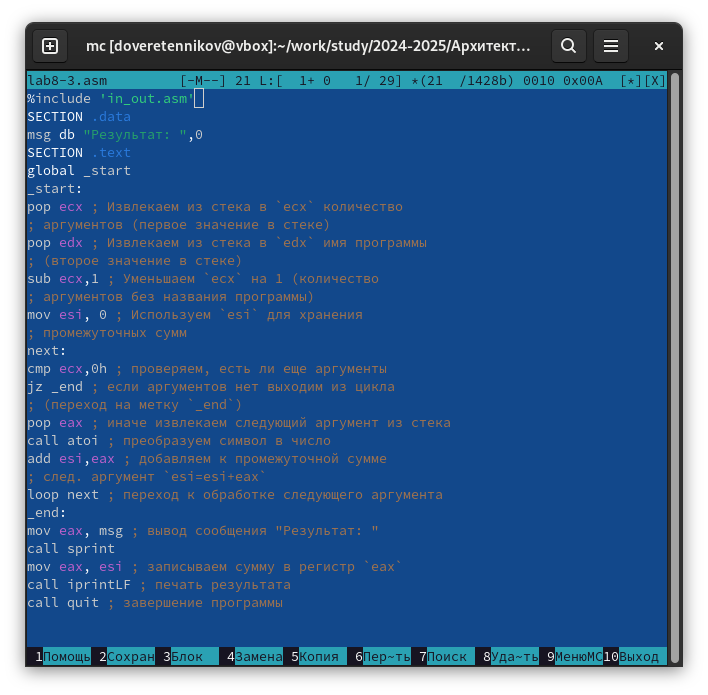 mc [doveretennikov@vbox]:~/work/study/2024-2025/Архитект…
lab8-3.asm [-M--] 21 L:[ 1+ 0 1/ 29] *(21 /1428b) 0010 0x00A [*][X]
%include 'in_out.asm'
SECTION .data
msg db "Результат: ",0
SECTION .text
global _start
_start:
pop ecx ; Извлекаем из стека в `ecx` количество
; аргументов (первое значение в стеке)
pop edx ; Извлекаем из стека в `edx` имя программы
; (второе значение в стеке)
sub ecx,1 ; Уменьшаем `ecx` на 1 (количество
; аргументов без названия программы)
mov esi, 0 ; Используем `esi` для хранения
; промежуточных сумм
next:
cmp ecx,0h ; проверяем, есть ли еще аргументы
jz _end ; если аргументов нет выходим из цикла
; (переход на метку `_end`)
pop eax ; иначе извлекаем следующий аргумент из стека
call atoi ; преобразуем символ в число
add esi,eax ; добавляем к промежуточной сумме
; след. аргумент `esi=esi+eax`
loop next ; переход к обработке следующего аргумента
_end:
mov eax, msg ; вывод сообщения "Результат: "
call sprint
mov eax, esi ; записываем сумму в регистр `eax`
call iprintLF ; печать результата
call quit ; завершение программы
1Помощь 2Сохран 3Блок 4Замена 5Копия 6Пер~ть 7Поиск 8Уда~ть 9МенюMC 10Выход